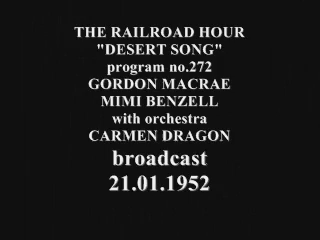 THE RAILROAD HOUR
"DESERT SONG"
program no.272
GORDON MACRAE
MIMI BENZELL
with orchestra
CARMEN DRAGON
broadcast
21.01.1952